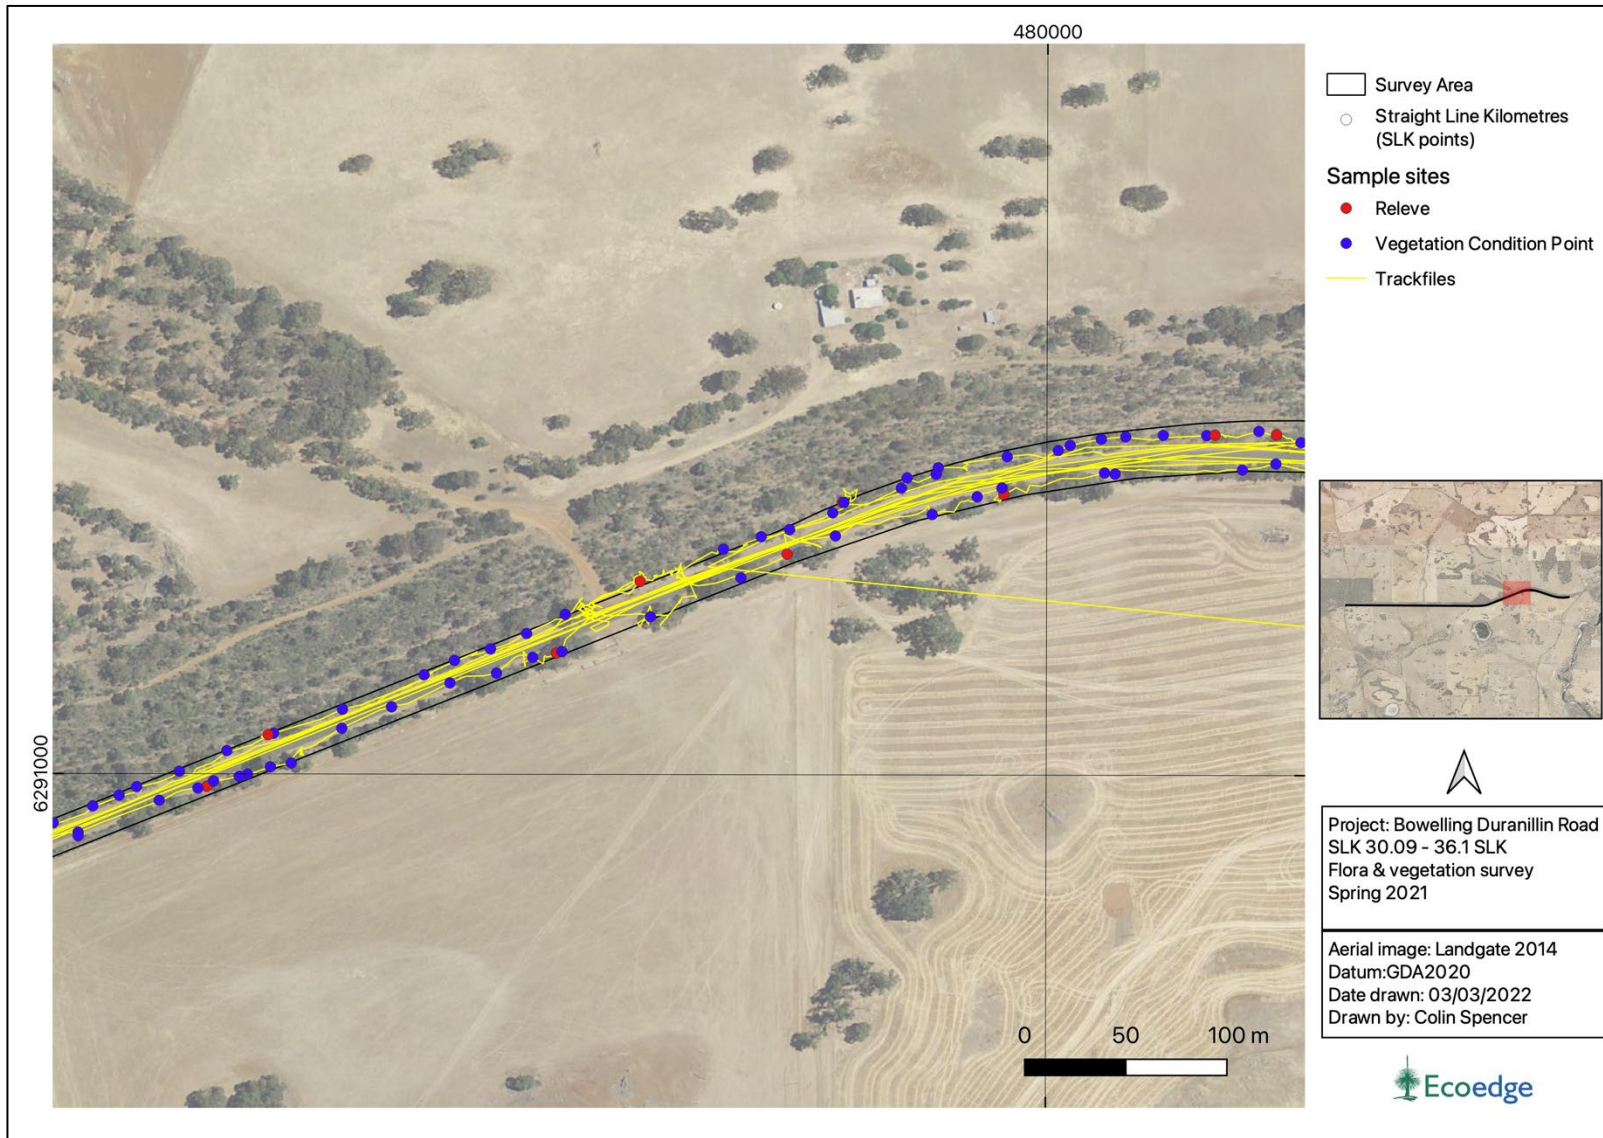 480000
6291000
Survey Area
Straight Line Kilometres
(SLK points)
Sample sites
Releve
Vegetation Condition Point
Trackfiles
Project: Bowelling Duranillin Road
SLK 30.09 - 36.1 SLK
Flora & vegetation survey
Spring 2021
Aerial image: Landgate 2014
Datum:GDA2020
Date drawn: 03/03/2022
Drawn by: Colin Spencer
0 50 100 m
Ecoedge